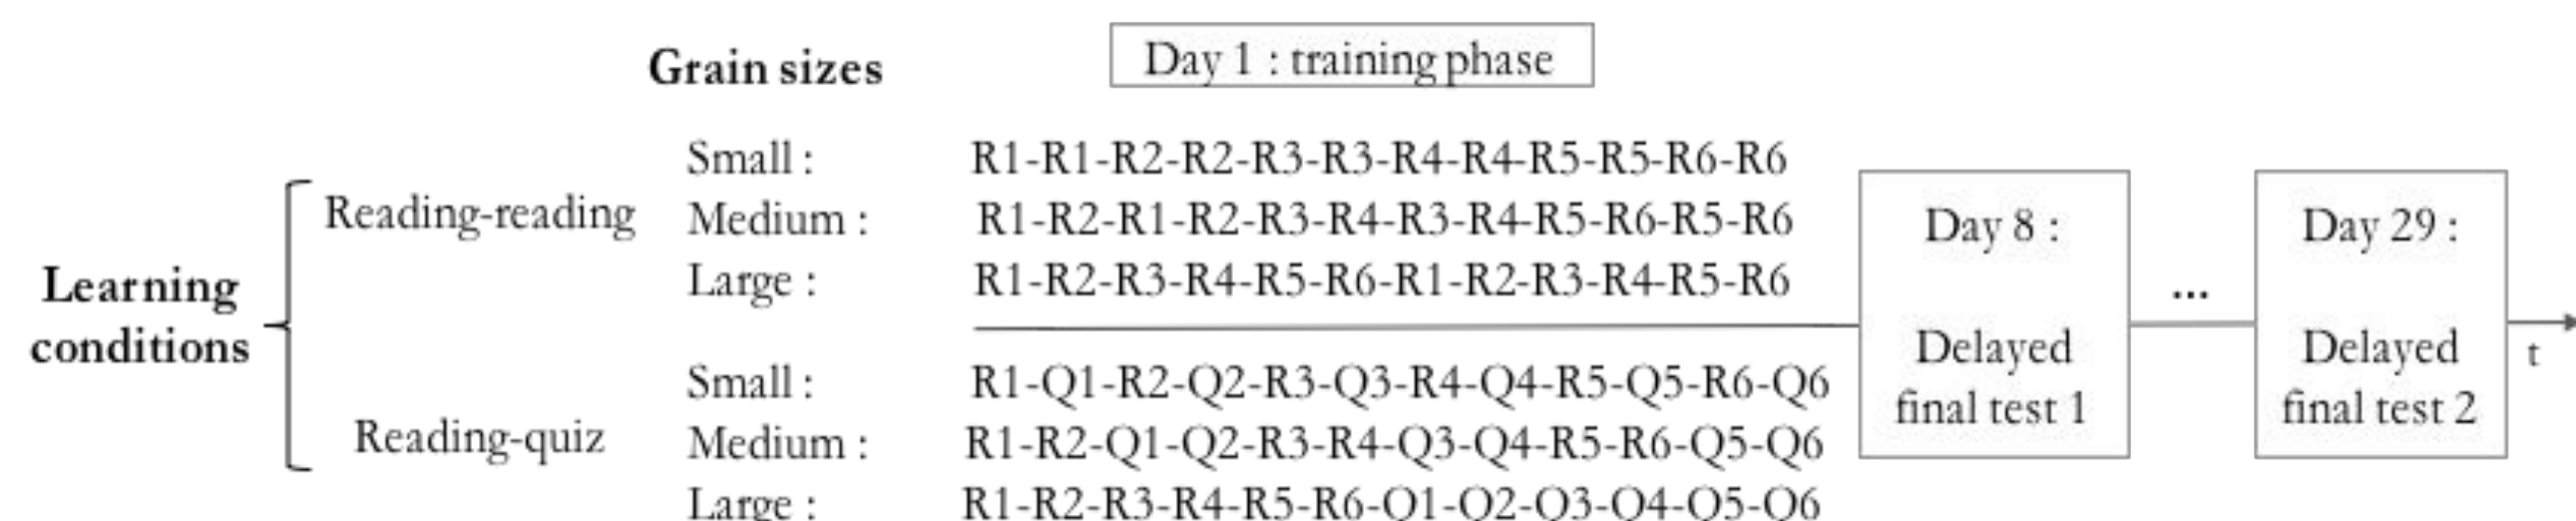 Grain sizes
Day 1 : training phase
Learning
conditions
Reading-reading
Small : R1-R1-R2-R2-R3-R3-R4-R4-R5-R5-R6-R6
Medium : R1-R2-R1-R2-R3-R4-R3-R4-R5-R6-R5-R6
Large : R1-R2-R3-R4-R5-R6-R1-R2-R3-R4-R5-R6
Reading-quiz
Small : R1-Q1-R2-Q2-R3-Q3-R4-Q4-R5-Q5-R6-Q6
Medium : R1-R2-Q1-Q2-R3-R4-Q3-Q4-R5-R6-Q5-Q6
Large : R1-R2-R3-R4-R5-R6-Q1-Q2-Q3-Q4-Q5-Q6
Day 8 :
Delayed
final test 1
...
Day 29 :
Delayed
final test 2
t